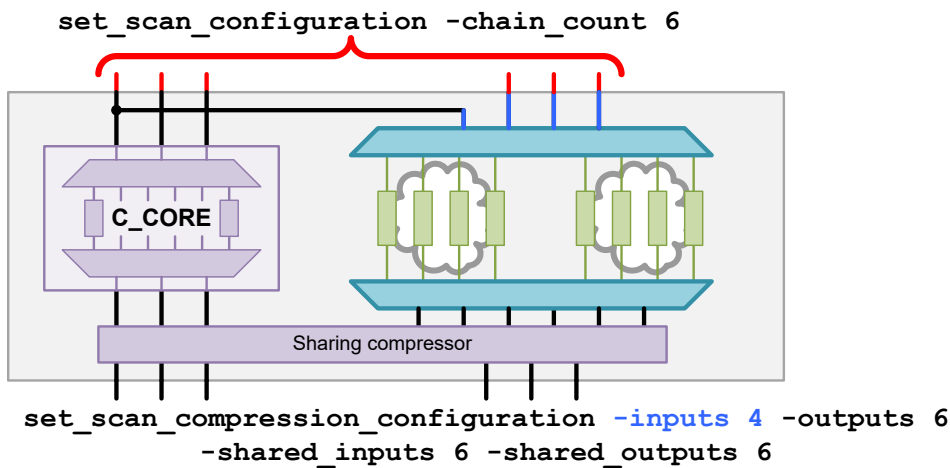 set_scan_configuration -chain_count 6
C_CORE
Sharing compressor
set_scan_compression_configuration -inputs 4 -outputs 6
-shared_inputs 6 -shared_outputs 6